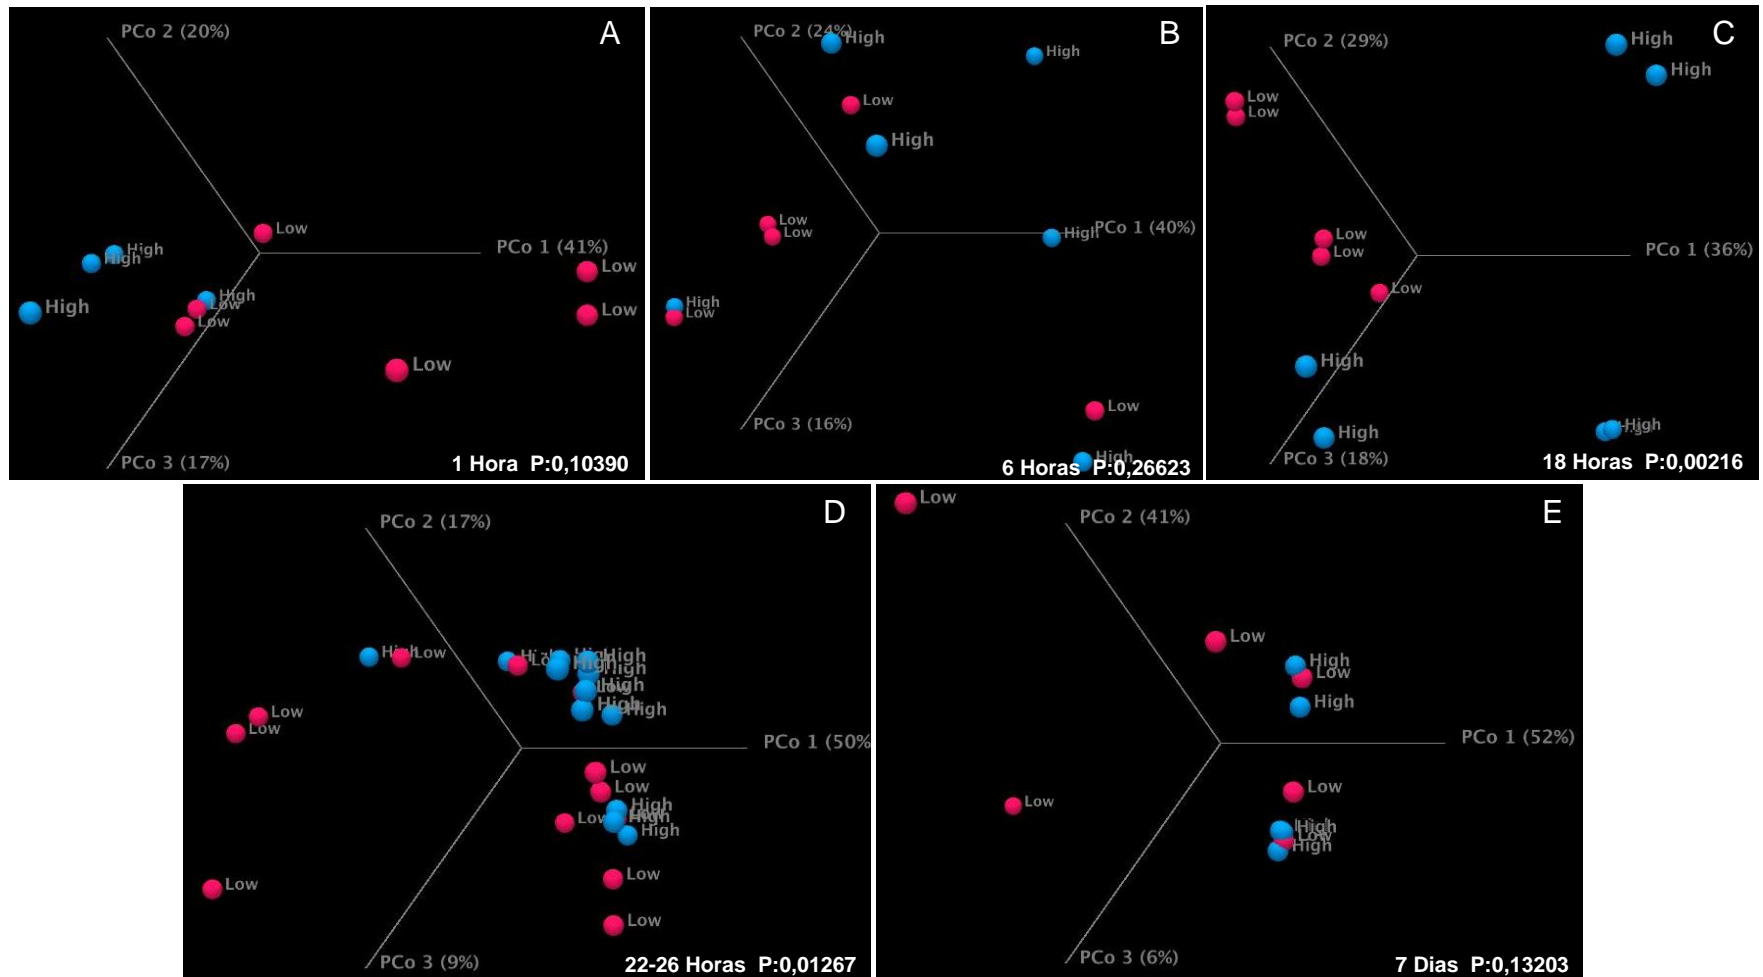 A
PCo 2 (20%)
Low
High
High
High
High
Low
Low
PCo 1 (41%)
Low
Low
Low
PCo 3 (17%)
1 Hora P:0,10390
B
PCo 2 (24%)
High
High
Low
High
Low
Low
High
PCo 1 (40%)
High
Low
Low
High
PCo 3 (16%)
6 Horas P:0,26623
C
PCo 2 (29%)
High
High
Low
Low
Low
Low
PCo 1 (36%)
Low
High
High
High
PCo 3 (18%)
18 Horas P:0,00216
D
PCo 2 (17%)
High
Low
High
High
High
High
Low
High
High
Low
Low
PCo 1 (50%
Low
Low
High
Low
High
High
Low
Low
Low
PCo 3 (9%)
22-26 Horas P:0,01267
E
Low
PCo 2 (41%)
Low
High
Low
High
PCo 1 (52%)
Low
Low
High
Low
High
PCo 3 (6%)
7 Dias P:0,13203